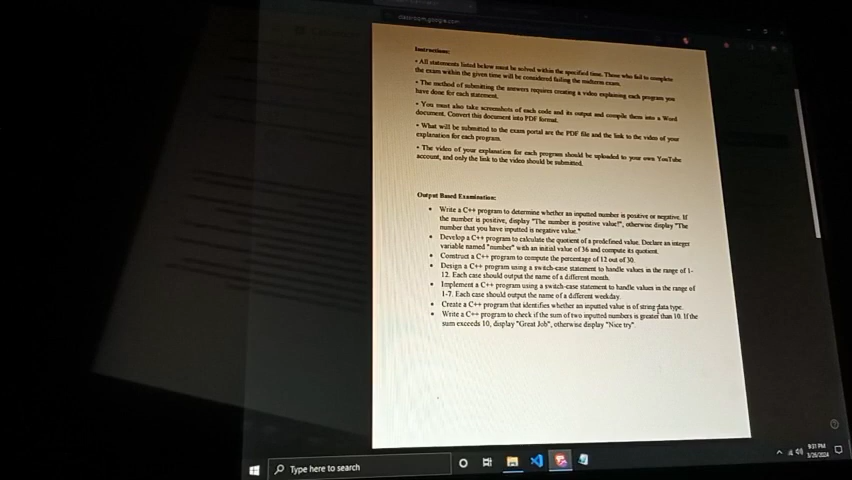 classroom.google.com
Instructions:
• All statements listed below must be solved within the specified time. Those who fail to complete
the exam within the given time will be considered failing the midterm exam.
• The method of submitting the answers requires creating a video explaining each program you
have done for each statement.
• You must also take screenshots of each code and its output and compile them into a Word
document. Convert this document into PDF format.
• What will be submitted to the exam portal are the PDF file and the link to the video of your
explanation for each program.
• The video of your explanation for each program should be uploaded to your own YouTube
account, and only the link to the video should be submitted.
Output Based Examination:
• Write a C++ program to determine whether an inputted number is positive or negative. If
the number is positive, display "The number is positive value!", otherwise display "The
number that you have inputted is negative value."
• Develop a C++ program to calculate the quotient of a predefined value. Declare an integer
variable named "number" with an initial value of 36 and compute its quotient.
• Construct a C++ program to compute the percentage of 12 out of 30.
• Design a C++ program using a switch-case statement to handle values in the range of 1-
12. Each case should output the name of a different month.
• Implement a C++ program using a switch-case statement to handle values in the range of
1-7. Each case should output the name of a different weekday.
• Create a C++ program that identifies whether an inputted value is of string data type.
• Write a C++ program to check if the sum of two inputted numbers is greater than 10. If the
sum exceeds 10, display "Great Job", otherwise display "Nice try".
Type here to search
9:31 PM
3/26/2024